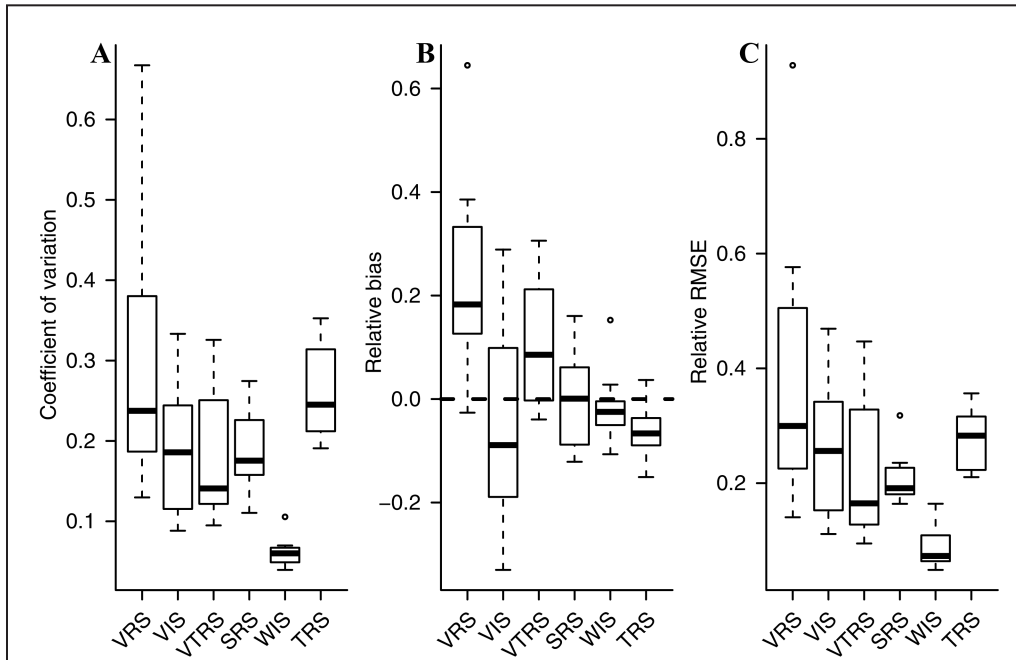 A
Coefficient of variation
0.6
0.5
0.4
0.3
0.2
0.1
VRS
VIS
VTRS
SRS
WIS
TRS
B
Relative bias
0.6
0.4
0.2
0.0
−0.2
VRS
VIS
VTRS
SRS
WIS
TRS
C
Relative RMSE
0.8
0.6
0.4
0.2
VRS
VIS
VTRS
SRS
WIS
TRS